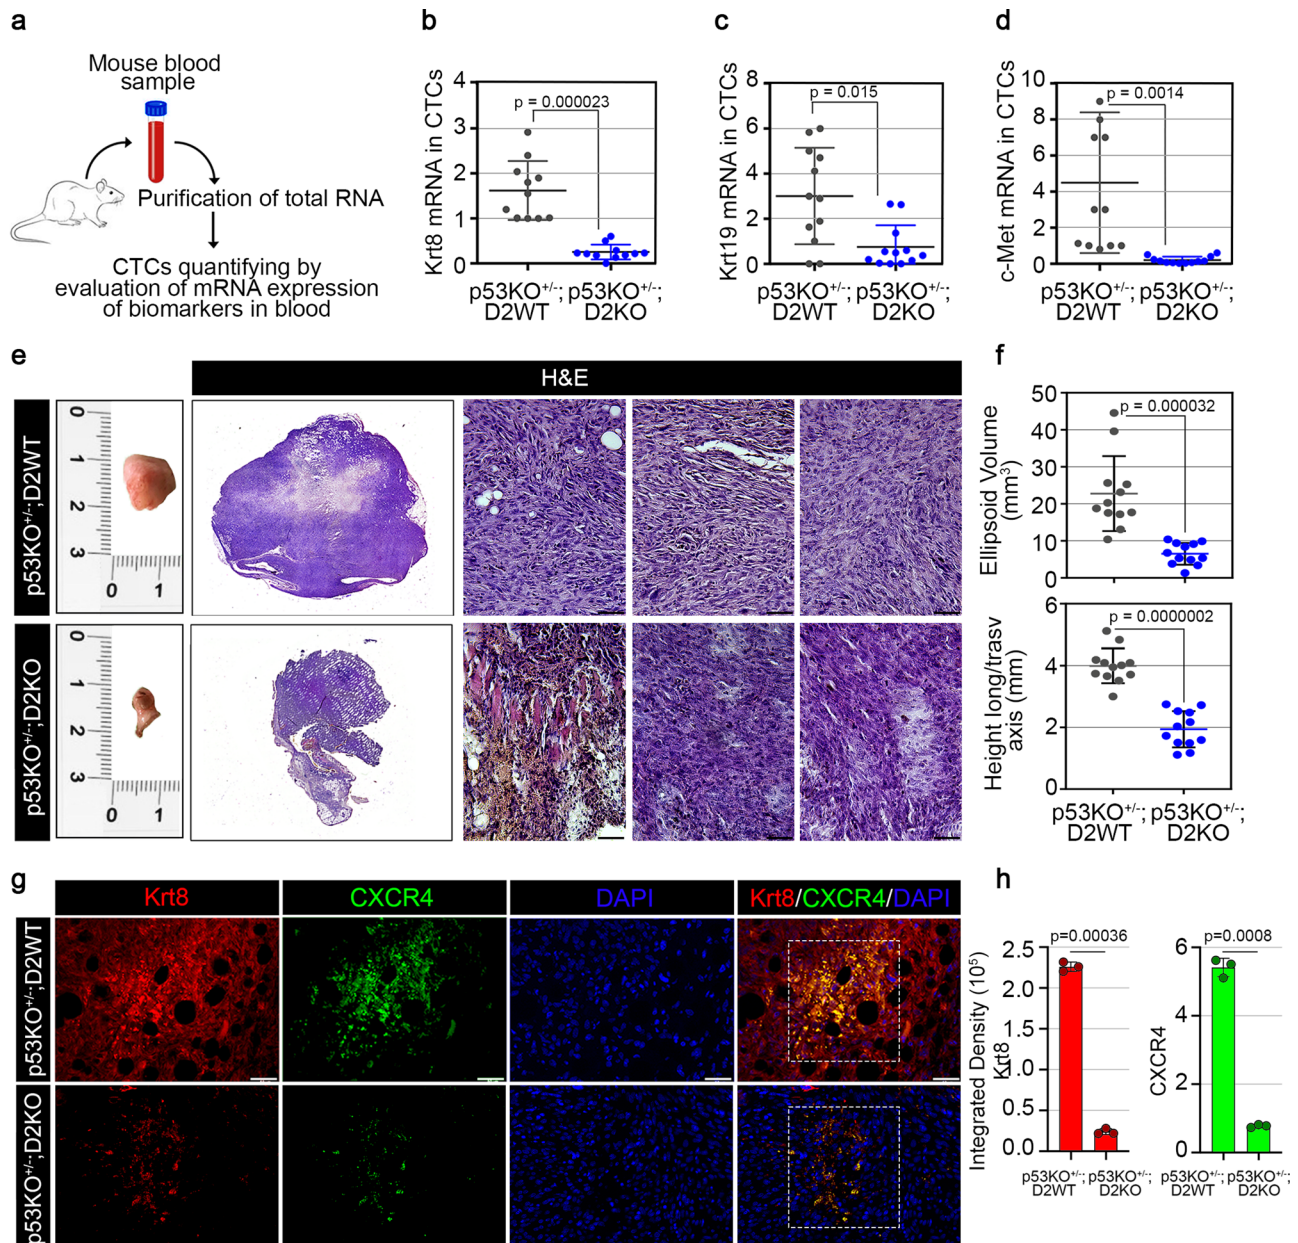 a
Mouse blood
sample
Purification of total RNA
CTCs quantifying by
evaluation of mRNA expression
of biomarkers in blood
b
Krt8 mRNA in CTCs
4
3
2
1
0
p = 0.000023
p53KO+/-;
D2WT
p53KO+/-;
D2KO
c
Krt19 mRNA in CTCs
8
6
4
2
0
p = 0.015
p53KO+/-;
D2WT
p53KO+/-;
D2KO
d
c-Met mRNA in CTCs
10
8
6
4
2
0
p = 0.0014
p53KO+/-;
D2WT
p53KO+/-;
D2KO
e
H&E
p53KO+/-;D2WT
0
1
2
3
0 1
p53KO+/-;D2KO
0
1
2
3
0 1
f
Ellipsoid Volume
(mm3)
50
40
30
20
10
0
p = 0.000032
Height long/trasv
axis (mm)
6
4
2
0
p = 0.0000002
p53KO+/-;
D2WT
p53KO+/-;
D2KO
g
Krt8
CXCR4
DAPI
Krt8/CXCR4/DAPI
p53KO+/-;D2WT
p53KO+/-;D2KO
h
Integrated Density (105)
Krt8
2.5
2.0
1.5
1.0
0.5
0.0
p=0.00036
p53KO+/-;
D2WT
p53KO+/-;
D2KO
CXCR4
6
4
2
0
p=0.0008
p53KO+/-;
D2WT
p53KO+/-;
D2KO